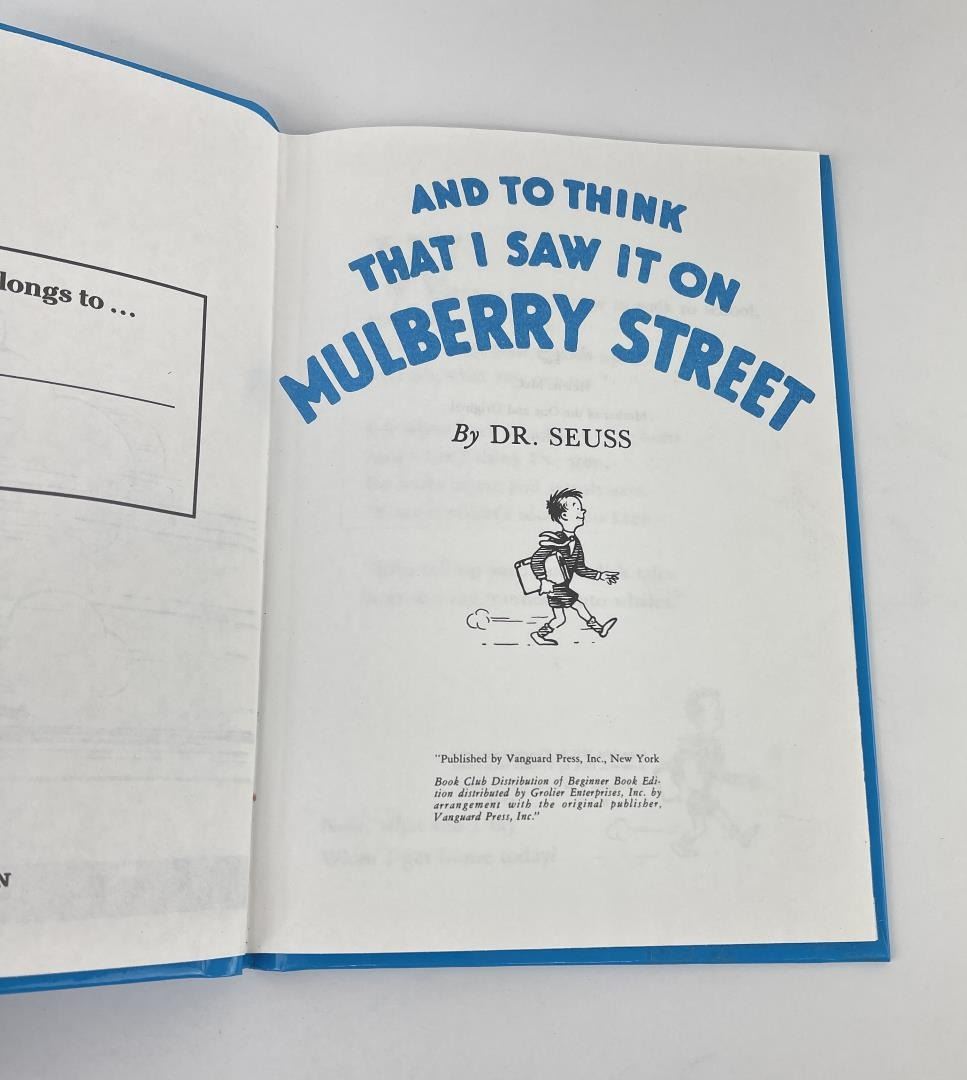 longs to ...
N
AND TO THINK
THAT I SAW IT ON
MULBERRY STREET
By DR. SEUSS
"Published by Vanguard Press, Inc., New York
Book Club Distribution of Beginner Book Edi-
tion distributed by Grolier Enterprises, Inc. by
arrangement with the original publisher,
Vanguard Press, Inc."